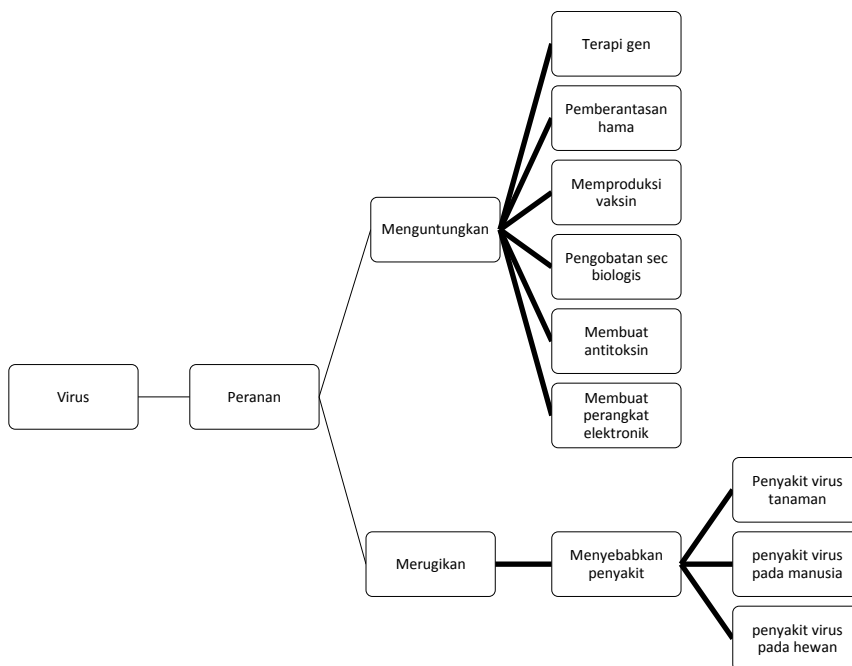 Terapi gen
Pemberantasan
hama
Memproduksi
vaksin
Menguntungkan
Pengobatan sec
biologis
Membuat
antitoksin
Virus
Peranan
Membuat
perangkat
elektronik
Penyakit virus
tanaman
Merugikan
Menyebabkan
penyakit
penyakit virus
pada manusia
penyakit virus
pada hewan